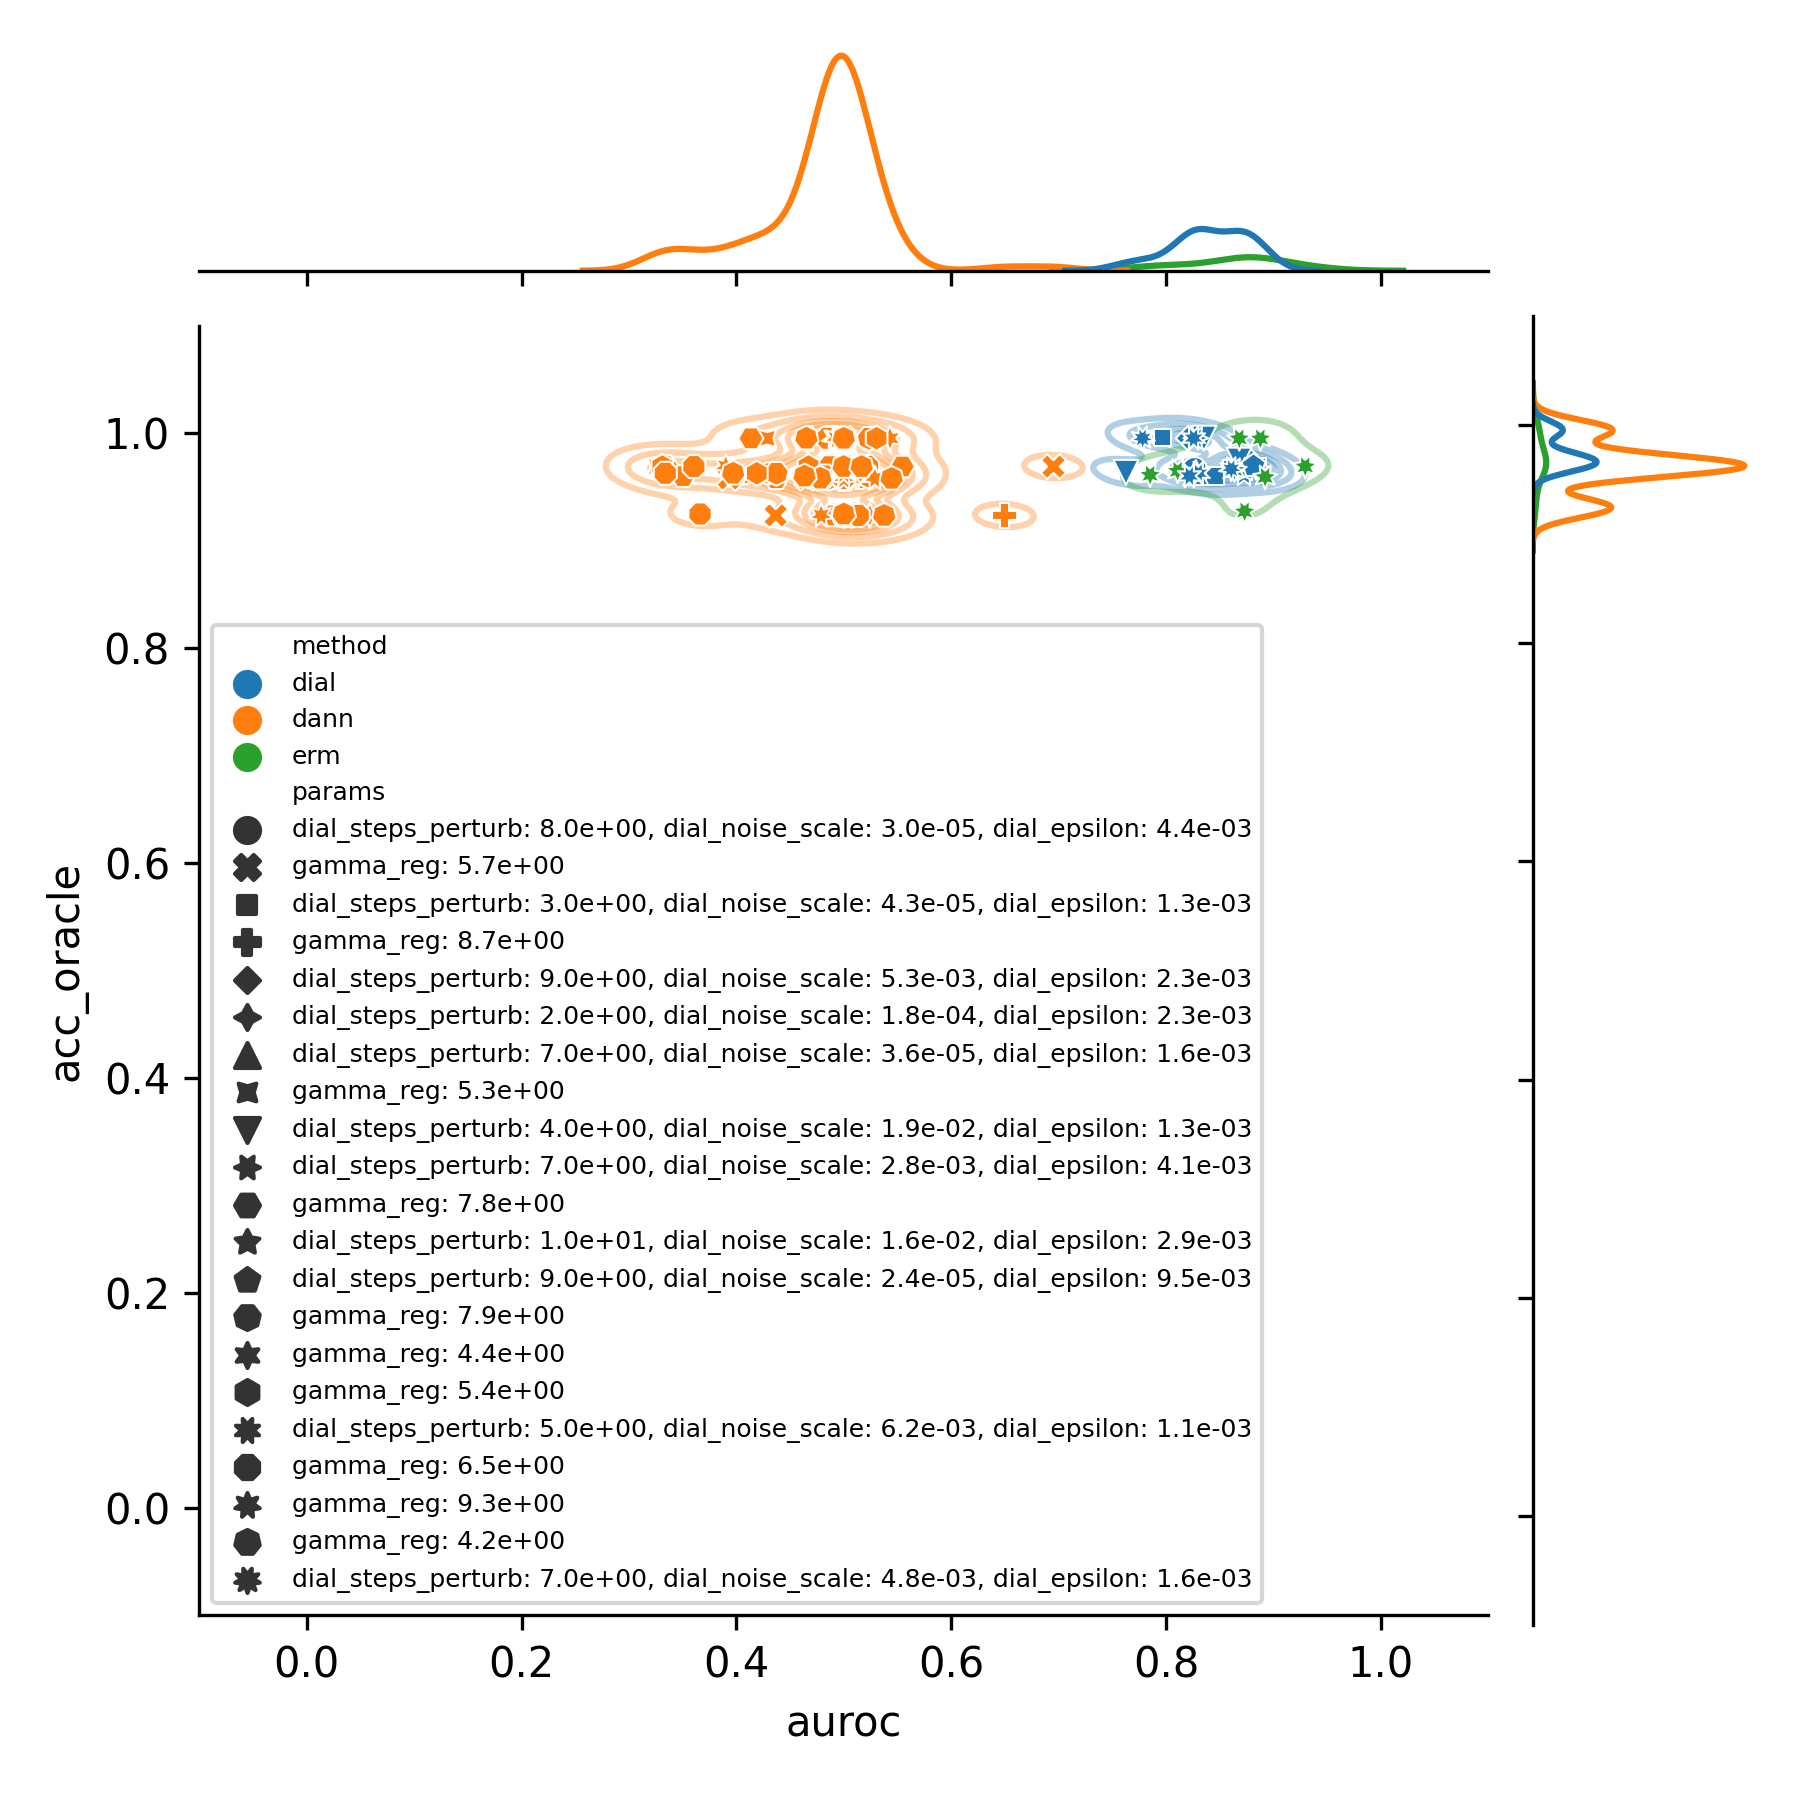 1.0
0.8
0.6
0.4
0.2
0.0
acc_oracle
method
dial
dann
erm
params
dial_steps_perturb: 8.0e+00, dial_noise_scale: 3.0e-05, dial_epsilon: 4.4e-03
gamma_reg: 5.7e+00
dial_steps_perturb: 3.0e+00, dial_noise_scale: 4.3e-05, dial_epsilon: 1.3e-03
gamma_reg: 8.7e+00
dial_steps_perturb: 9.0e+00, dial_noise_scale: 5.3e-03, dial_epsilon: 2.3e-03
dial_steps_perturb: 2.0e+00, dial_noise_scale: 1.8e-04, dial_epsilon: 2.3e-03
dial_steps_perturb: 7.0e+00, dial_noise_scale: 3.6e-05, dial_epsilon: 1.6e-03
gamma_reg: 5.3e+00
dial_steps_perturb: 4.0e+00, dial_noise_scale: 1.9e-02, dial_epsilon: 1.3e-03
dial_steps_perturb: 7.0e+00, dial_noise_scale: 2.8e-03, dial_epsilon: 4.1e-03
gamma_reg: 7.8e+00
dial_steps_perturb: 1.0e+01, dial_noise_scale: 1.6e-02, dial_epsilon: 2.9e-03
dial_steps_perturb: 9.0e+00, dial_noise_scale: 2.4e-05, dial_epsilon: 9.5e-03
gamma_reg: 7.9e+00
gamma_reg: 4.4e+00
gamma_reg: 5.4e+00
dial_steps_perturb: 5.0e+00, dial_noise_scale: 6.2e-03, dial_epsilon: 1.1e-03
gamma_reg: 6.5e+00
gamma_reg: 9.3e+00
gamma_reg: 4.2e+00
dial_steps_perturb: 7.0e+00, dial_noise_scale: 4.8e-03, dial_epsilon: 1.6e-03
0.0 0.2 0.4 0.6 0.8 1.0
auroc